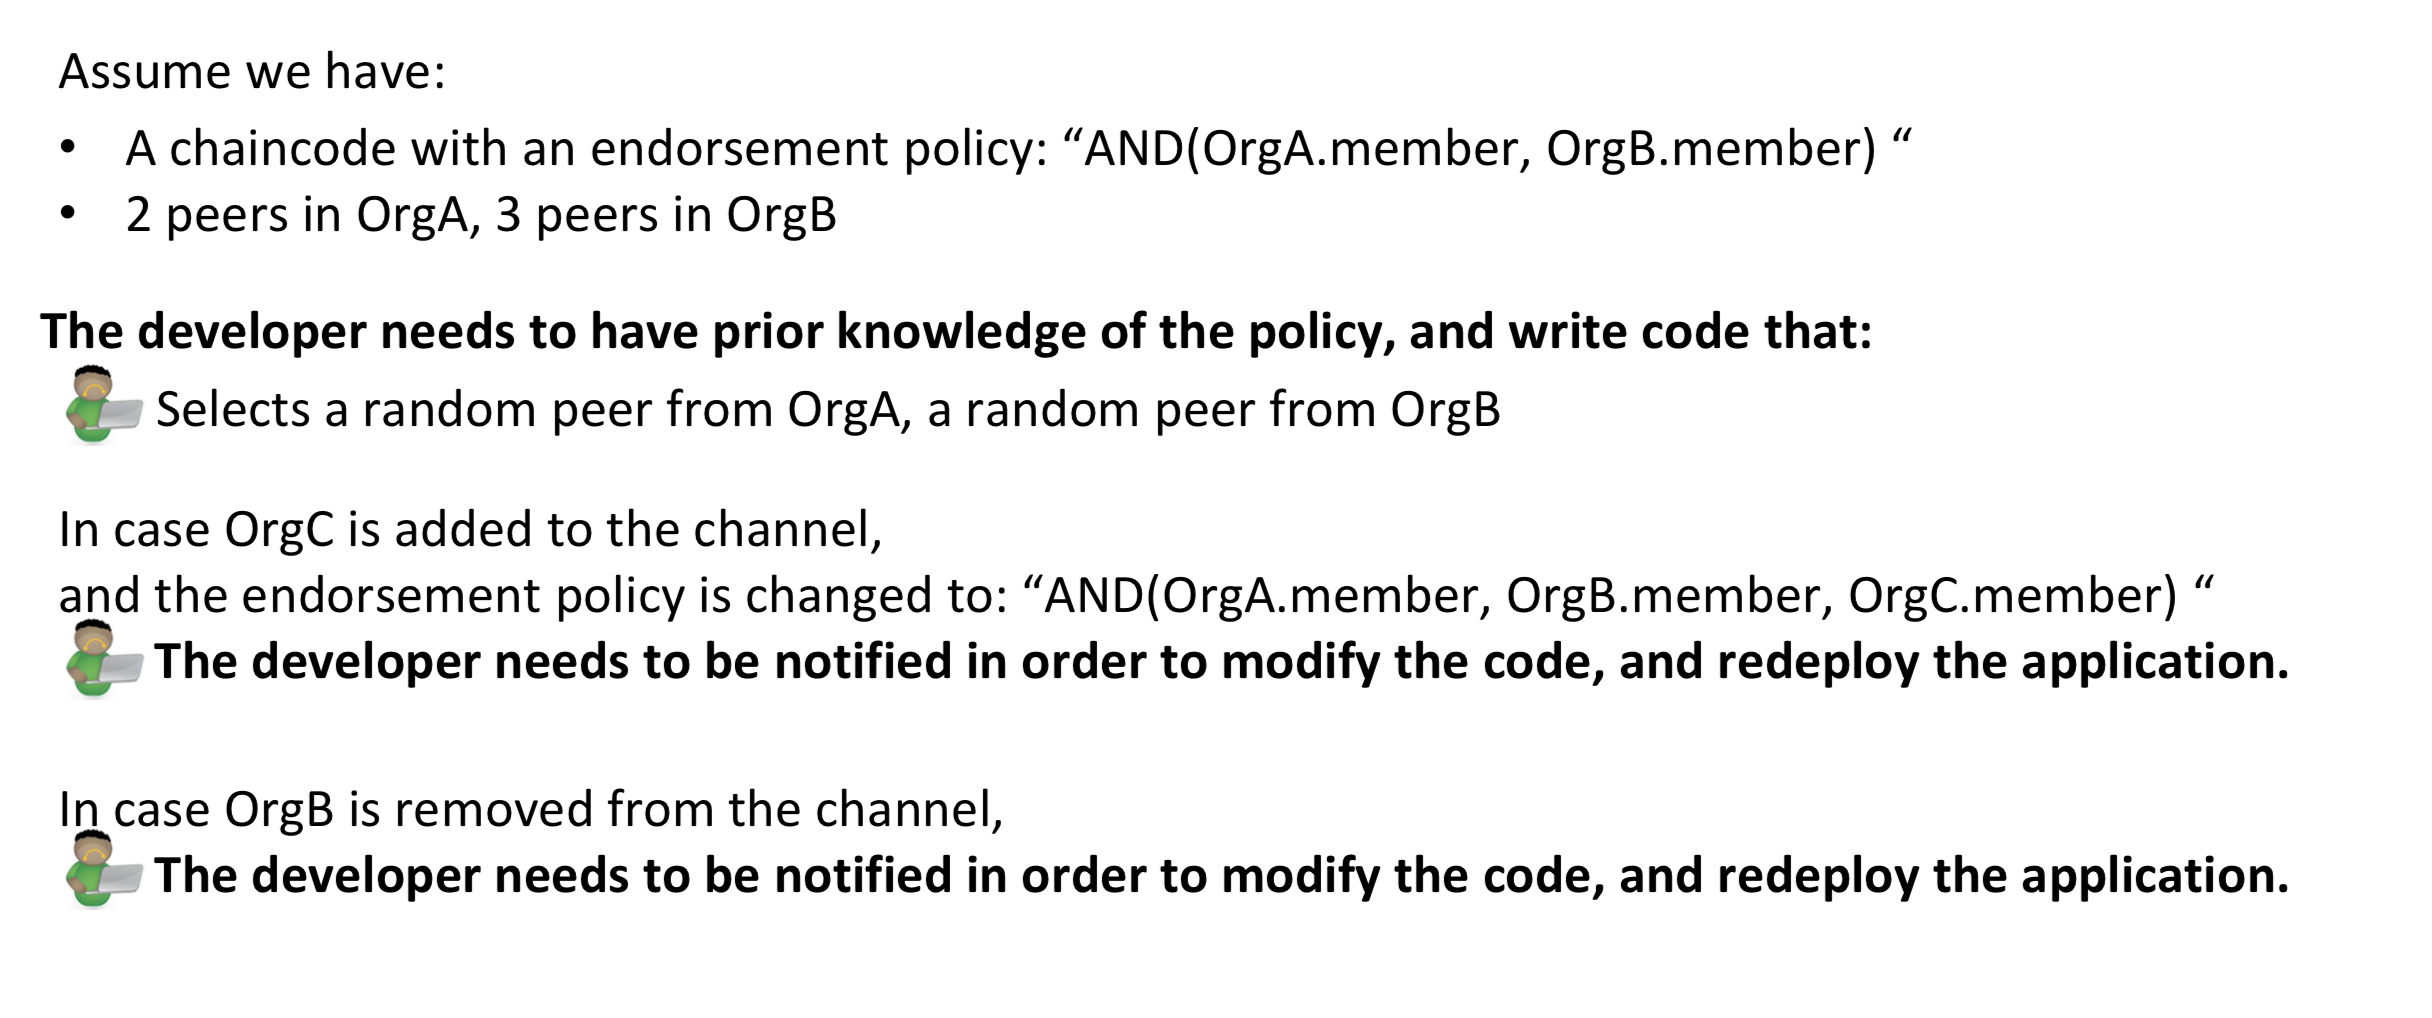 Assume we have:
• A chaincode with an endorsement policy: “AND(OrgA.member, OrgB.member) “
• 2 peers in OrgA, 3 peers in OrgB
The developer needs to have prior knowledge of the policy, and write code that:
Selects a random peer from OrgA, a random peer from OrgB
In case OrgC is added to the channel,
and the endorsement policy is changed to: “AND(OrgA.member, OrgB.member, OrgC.member) “
The developer needs to be notified in order to modify the code, and redeploy the application.
In case OrgB is removed from the channel,
The developer needs to be notified in order to modify the code, and redeploy the application.